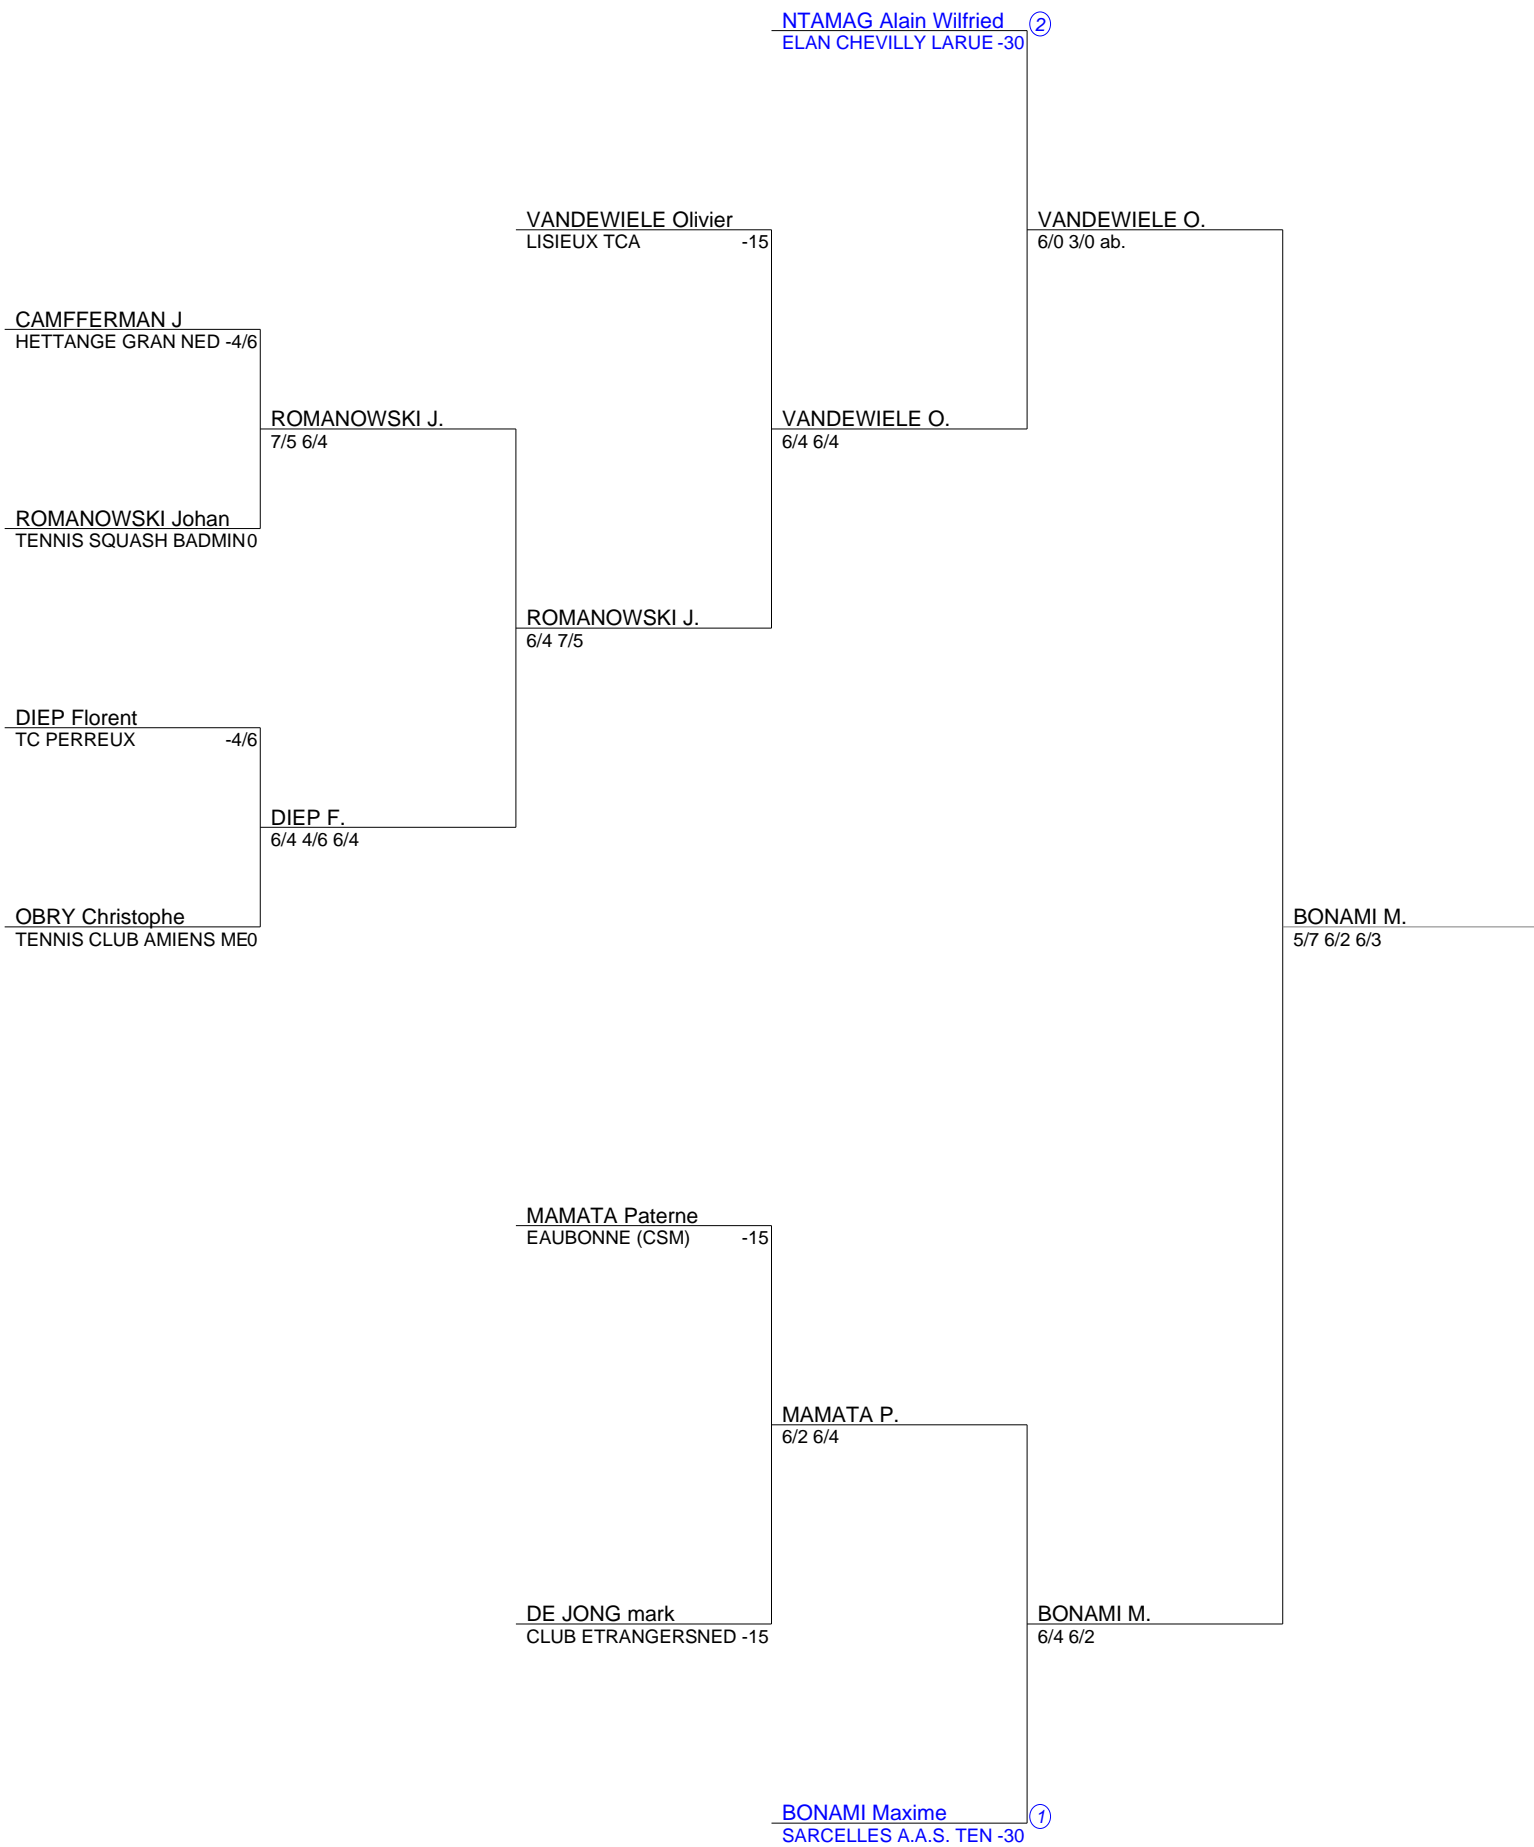 NTAMAG Alain Wilfried 2
ELAN CHEVILLY LARUE -30
VANDEWIELE Olivier
LISIEUX TCA -15
VANDEWIELE O.
6/0 3/0 ab.
CAMFFERMAN J
HETTANGE GRAN NED -4/6
ROMANOWSKI J.
7/5 6/4
VANDEWIELE O.
6/4 6/4
ROMANOWSKI Johan
TENNIS SQUASH BADMIN0
ROMANOWSKI J.
6/4 7/5
DIEP Florent
TC PERREUX -4/6
DIEP F.
6/4 4/6 6/4
OBRY Christophe
TENNIS CLUB AMIENS ME0
BONAMI M.
5/7 6/2 6/3
MAMATA Paterne
EAUBONNE (CSM) -15
MAMATA P.
6/2 6/4
DE JONG mark
CLUB ETRANGERSNED -15
BONAMI M.
6/4 6/2
BONAMI Maxime 1
SARCELLES A.A.S. TEN -30